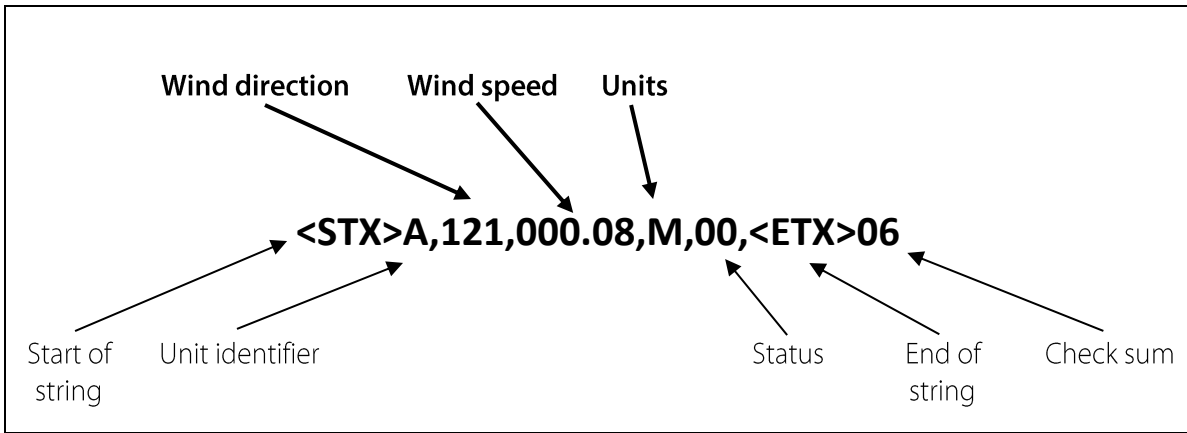 Wind direction Wind speed Units
<STX>A,121,000.08,M,00,<ETX>06
Start of string
Unit identifier
Status
End of string
Check sum